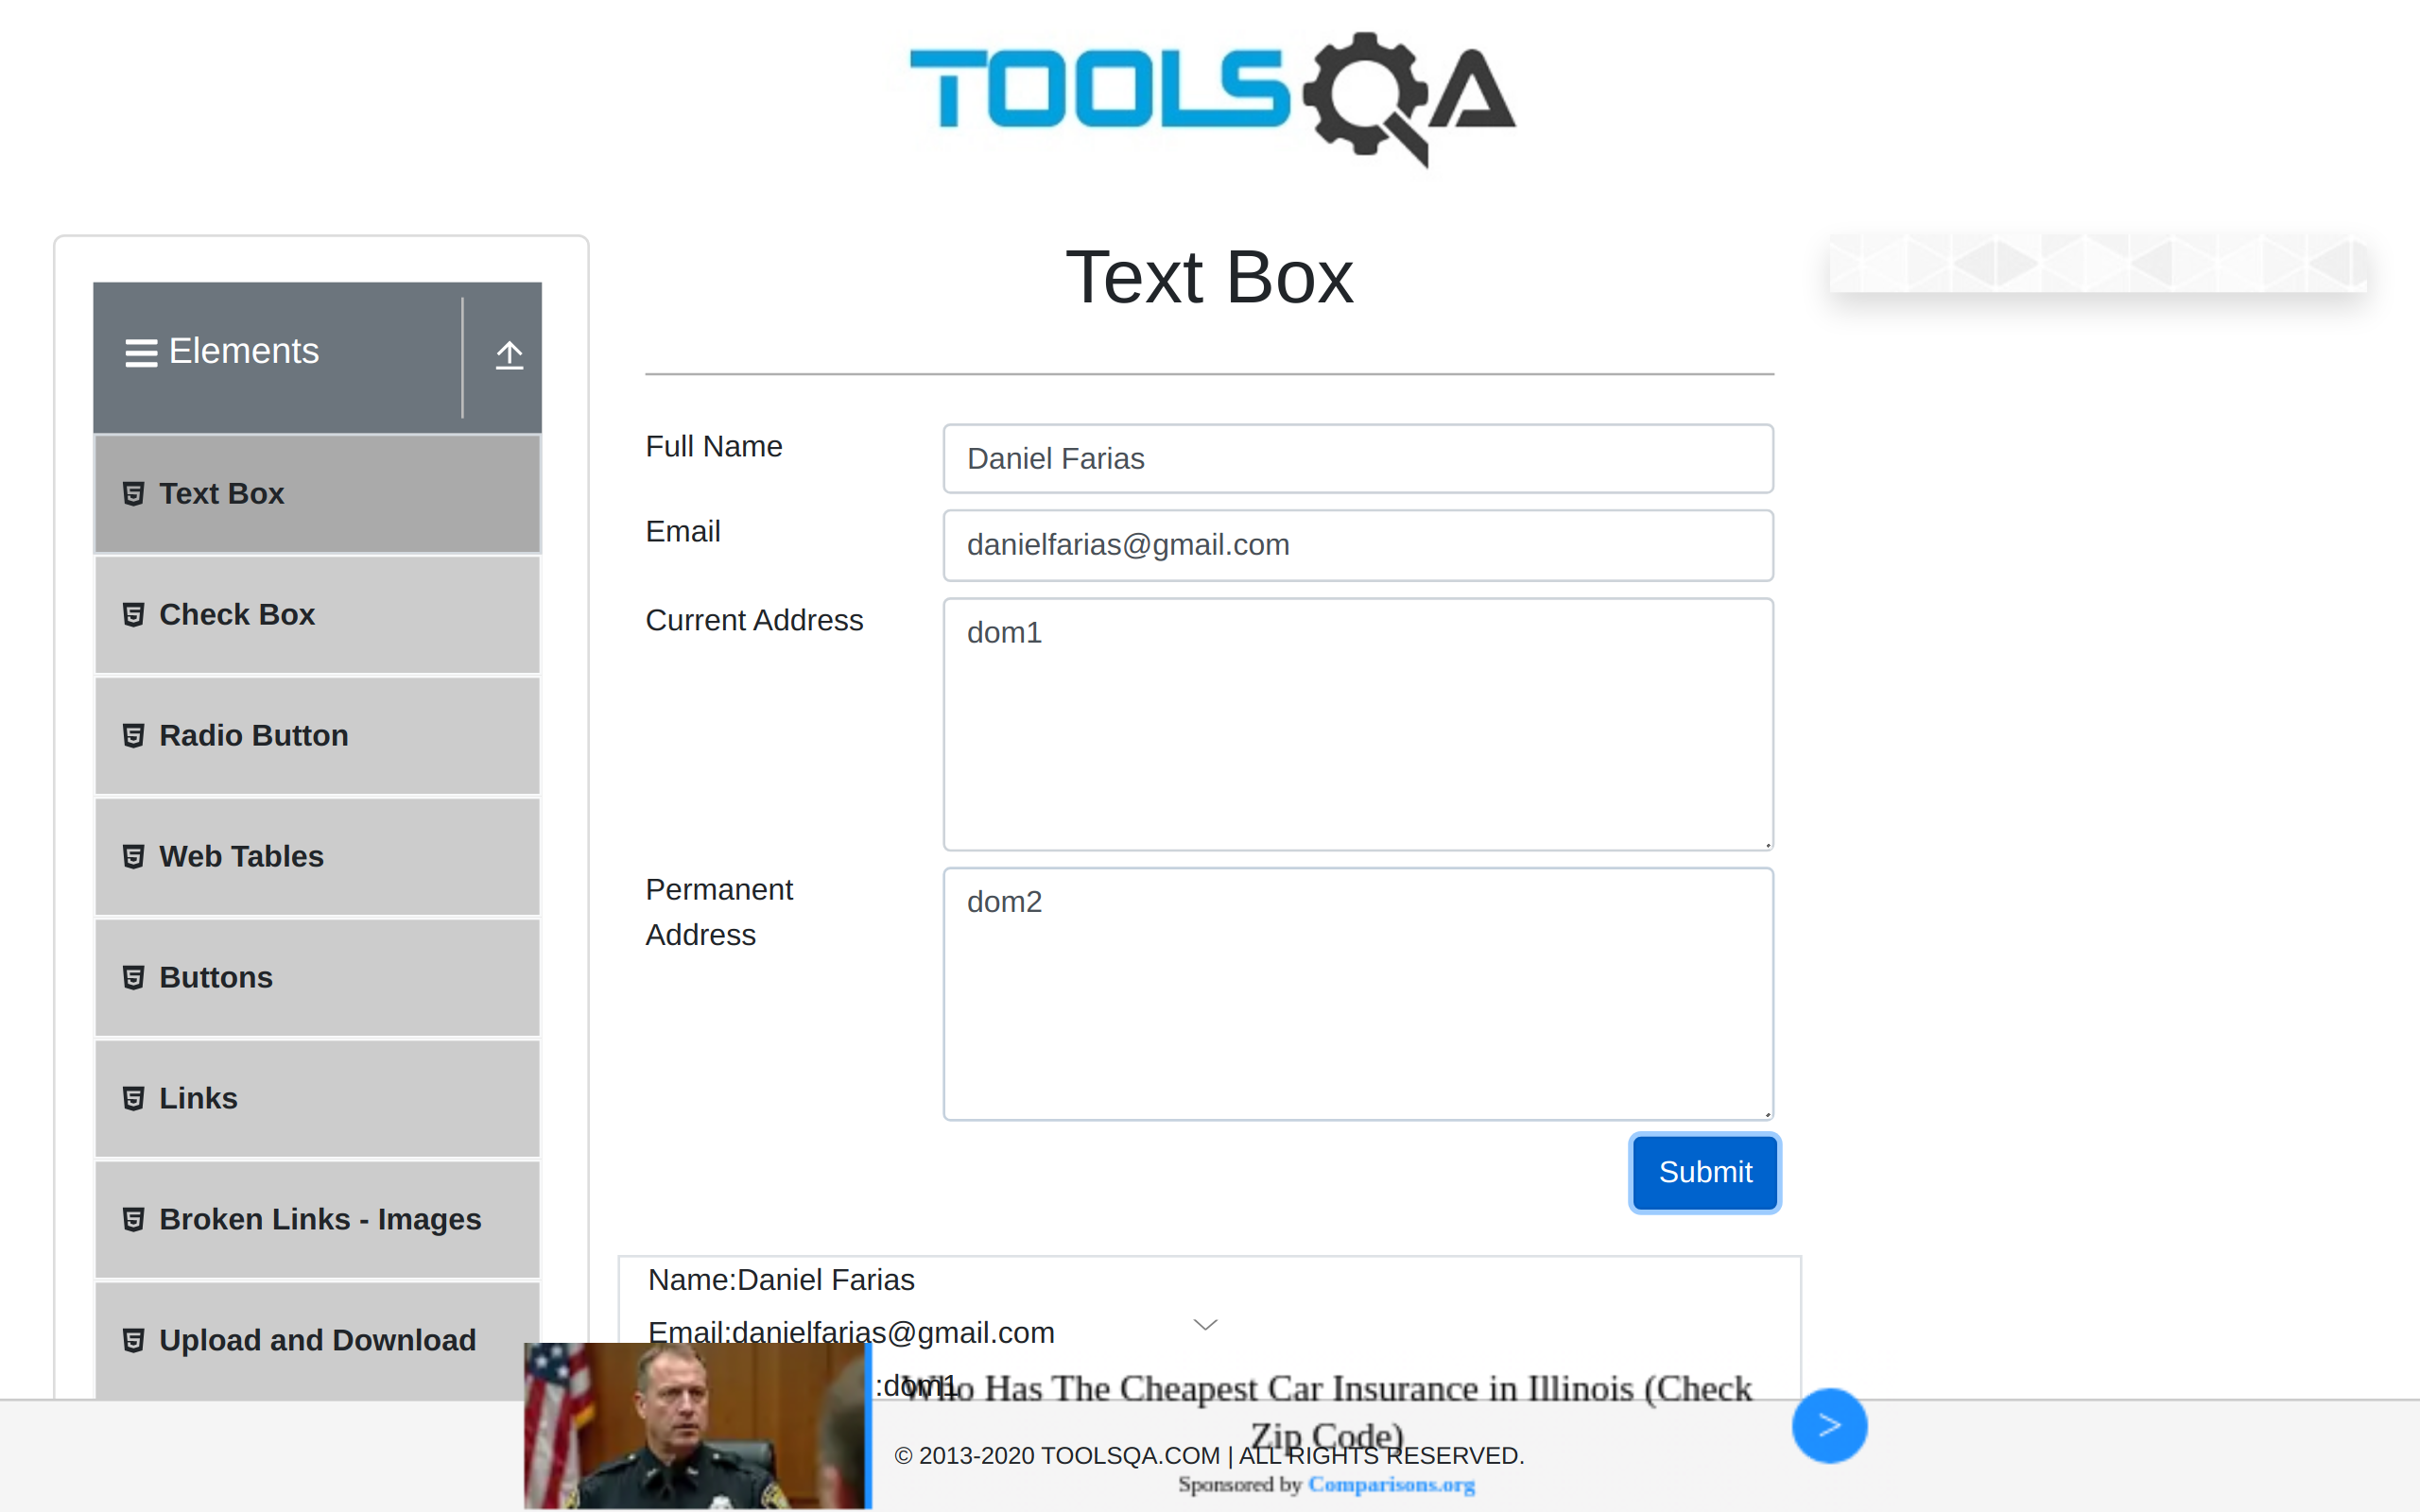 TOOLSQA
Text Box
Elements
Text Box
Check Box
Radio Button
Web Tables
Buttons
Links
Broken Links - Images
Upload and Download
Full Name
Daniel Farias
Email
danielfarias@gmail.com
Current Address
dom1
Permanent
Address
dom2
Submit
Name:Daniel Farias
Email:danielfarias@gmail.com
:dom1
Who Has The Cheapest Car Insurance in Illinois (Check
Zip Code)
© 2013-2020 TOOLSQA.COM | ALL RIGHTS RESERVED.
Sponsored by Comparisons.org